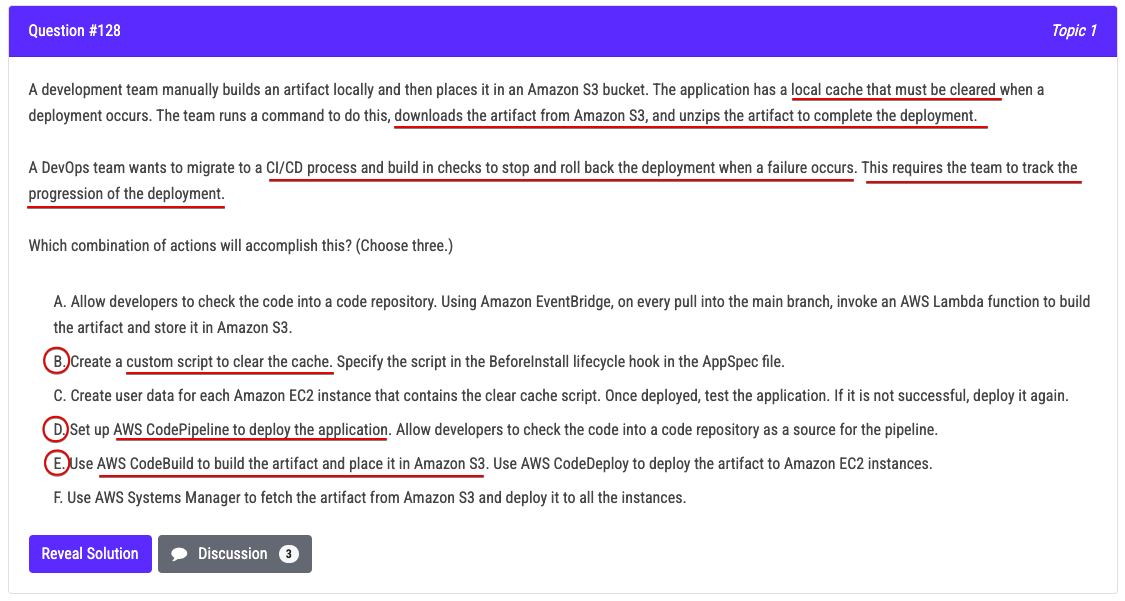 Question #128
Topic 1
A development team manually builds an artifact locally and then places it in an Amazon S3 bucket. The application has a local cache that must be cleared when a
deployment occurs. The team runs a command to do this, downloads the artifact from Amazon S3, and unzips the artifact to complete the deployment.
A DevOps team wants to migrate to a CI/CD process and build in checks to stop and roll back the deployment when a failure occurs. This requires the team to track the
progression of the deployment.
Which combination of actions will accomplish this? (Choose three.)
A. Allow developers to check the code into a code repository. Using Amazon EventBridge, on every pull into the main branch, invoke an AWS Lambda function to build
the artifact and store it in Amazon S3.
B. Create a custom script to clear the cache. Specify the script in the BeforeInstall lifecycle hook in the AppSpec file.
C. Create user data for each Amazon EC2 instance that contains the clear cache script. Once deployed, test the application. If it is not successful, deploy it again.
D. Set up AWS CodePipeline to deploy the application. Allow developers to check the code into a code repository as a source for the pipeline.
E. Use AWS CodeBuild to build the artifact and place it in Amazon S3. Use AWS CodeDeploy to deploy the artifact to Amazon EC2 instances.
F. Use AWS Systems Manager to fetch the artifact from Amazon S3 and deploy it to all the instances.
Reveal Solution
Discussion 3